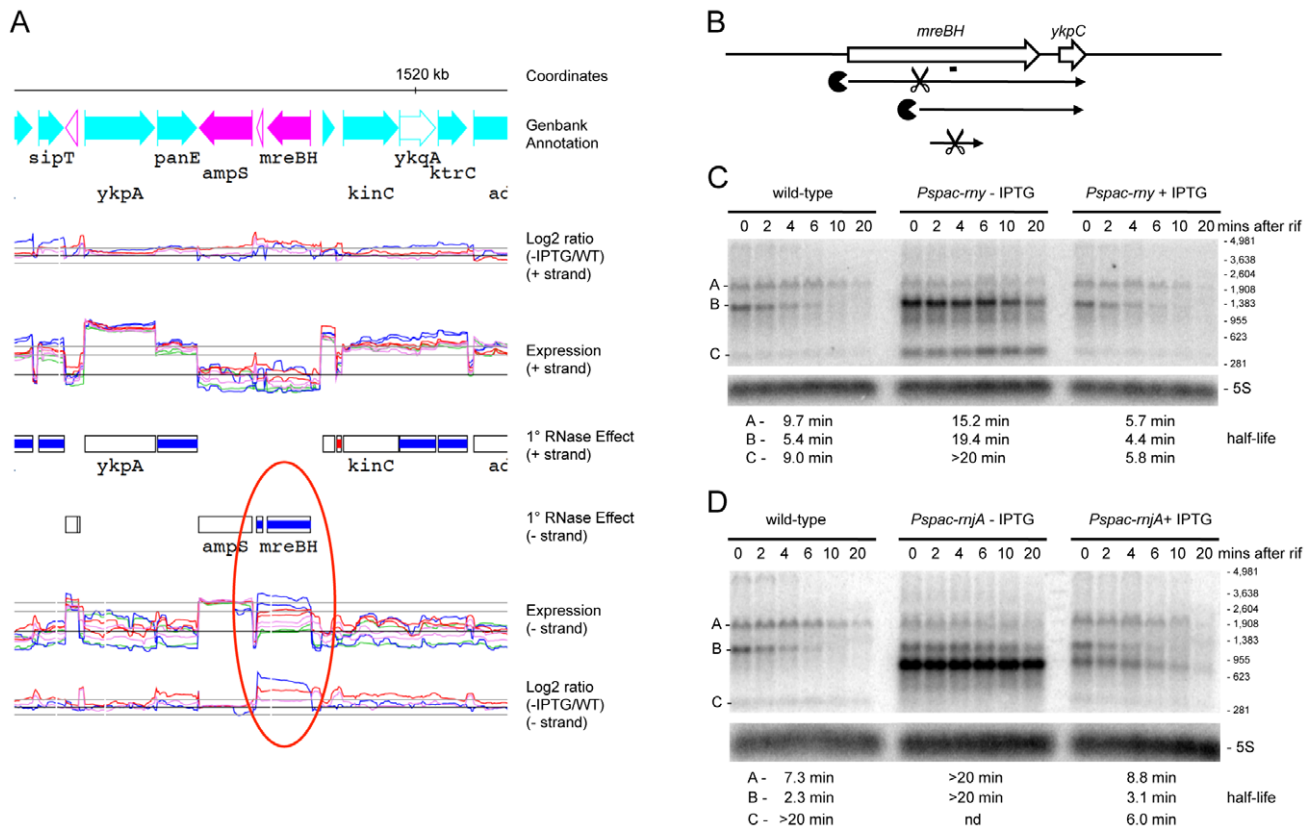 A
1520 kb
Coordinates
Genbank
Annotation
sipT
panE
mreBH
ykqA
ampS
ktrC
ykpA
kinC
ad
Log2 ratio
(-IPTG/WT)
(+ strand)
Expression
(+ strand)
1° RNase Effect
(+ strand)
ykpA
kinC
ad
1° RNase Effect
(- strand)
ampS mreBH
Expression
(- strand)
Log2 ratio
(-IPTG/WT)
(- strand)
B
mreBH
ykpC
C
wild-type
Pspac-rny - IPTG
Pspac-rny + IPTG
0 2 4 6 10 20 0 2 4 6 10 20 0 2 4 6 10 20 mins after rif
- 4,981
- 3,638
- 2,604
A -
- 1,908
B -
- 1,383
- 955
- 623
C -
- 281
- 5S
A - 9.7 min 15.2 min 5.7 min
B - 5.4 min 19.4 min 4.4 min half-life
C - 9.0 min >20 min 5.8 min
D
wild-type
Pspac-rnjA - IPTG
Pspac-rnjA+ IPTG
0 2 4 6 10 20 0 2 4 6 10 20 0 2 4 6 10 20 mins after rif
- 4,981
- 3,638
- 2,604
A -
- 1,908
- 1,383
B -
- 955
- 623
C -
- 281
- 5S
A - 7.3 min >20 min 8.8 min
B - 2.3 min >20 min 3.1 min half-life
C - >20 min nd 6.0 min